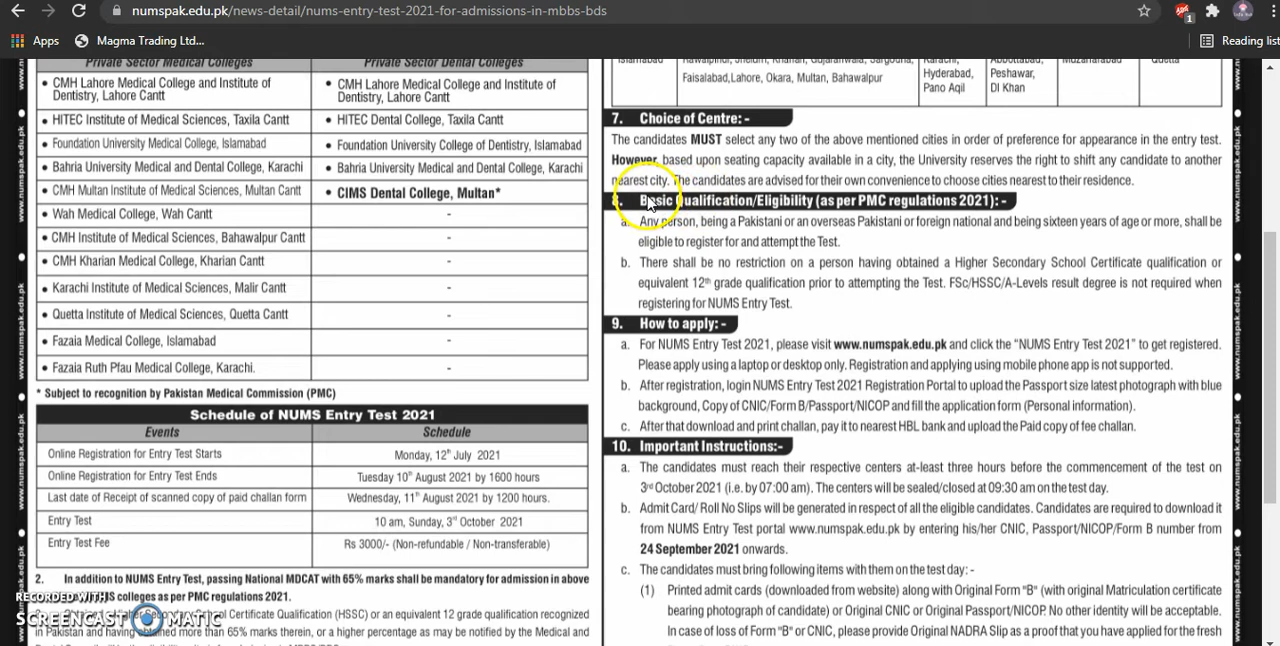 numspak.edu.pk/news-detail/nums-entry-test-2021-for-admissions-in-mbbs-bds
1
Apps
Magma Trading Ltd...
Reading list
Private Sector Medical Colleges Private Sector Dental Colleges
• CMH Lahore Medical College and Institute of Dentistry, Lahore Cantt • CMH Lahore Medical College and Institute of Dentistry, Lahore Cantt
• HITEC Institute of Medical Sciences, Taxila Cantt • HITEC Dental College, Taxila Cantt
• Foundation University Medical College, Islamabad • Foundation University College of Dentistry, Islamabad
• Bahria University Medical and Dental College, Karachi • Bahria University Medical and Dental College, Karachi
• CMH Multan Institute of Medical Sciences, Multan Cantt • CIMS Dental College, Multan*
• Wah Medical College, Wah Cantt -
• CMH Institute of Medical Sciences, Bahawalpur Cantt -
• CMH Kharian Medical College, Kharian Cantt -
• Karachi Institute of Medical Sciences, Malir Cantt -
• Quetta Institute of Medical Sciences, Quetta Cantt -
• Fazaia Medical College, Islamabad -
• Fazaia Ruth Pfau Medical College, Karachi. -
* Subject to recognition by Pakistan Medical Commission (PMC)
Schedule of NUMS Entry Test 2021
Events Schedule
Online Registration for Entry Test Starts Monday, 12th July 2021
Online Registration for Entry Test Ends Tuesday 10th August 2021 by 1600 hours
Last date of Receipt of scanned copy of paid challan form Wednesday, 11th August 2021 by 1200 hours.
Entry Test 10 am, Sunday, 3rd October 2021
Entry Test Fee Rs 3000/- (Non-refundable / Non-transferable)
2. In addition to NUMS Entry Test, passing National MDCAT with 65% marks shall be mandatory for admission in above
colleges as per PMC regulations 2021.
School Certificate Qualification (HSSC) or an equivalent 12 grade qualification recognized
in Pakistan and having obtained more than 65% marks therein, or a higher percentage as may be notified by the Medical and
RECORDED WITH
SCREENCAST MATIC
Islamabad Rawalpindi, Jhelum, Kharian, Gujranwala, Sargodha, Karachi, Abbottabad, Muzaffarabad Quetta
Faisalabad,Lahore, Okara, Multan, Bahawalpur Hyderabad, Peshawar,
Pano Aqil DI Khan
7. Choice of Centre:-
The candidates MUST select any two of the above mentioned cities in order of preference for appearance in the entry test.
However, based upon seating capacity available in a city, the University reserves the right to shift any candidate to another
nearest city. The candidates are advised for their own convenience to choose cities nearest to their residence.
8. Basic Qualification/Eligibility (as per PMC regulations 2021):-
a. Any person, being a Pakistani or an overseas Pakistani or foreign national and being sixteen years of age or more, shall be
eligible to register for and attempt the Test.
b. There shall be no restriction on a person having obtained a Higher Secondary School Certificate qualification or
equivalent 12th grade qualification prior to attempting the Test. FSc/HSSC/A-Levels result degree is not required when
registering for NUMS Entry Test.
9. How to apply:-
a. For NUMS Entry Test 2021, please visit www.numspak.edu.pk and click the "NUMS Entry Test 2021" to get registered.
Please apply using a laptop or desktop only. Registration and applying using mobile phone app is not supported.
b. After registration, login NUMS Entry Test 2021 Registration Portal to upload the Passport size latest photograph with blue
background, Copy of CNIC/Form B/Passport/NICOP and fill the application form (Personal information).
c. After that download and print challan, pay it to nearest HBL bank and upload the Paid copy of fee challan.
10. Important Instructions:-
a. The candidates must reach their respective centers at-least three hours before the commencement of the test on
3rd October 2021 (i.e. by 07:00 am). The centers will be sealed/closed at 09:30 am on the test day.
b. Admit Card/ Roll No Slips will be generated in respect of all the eligible candidates. Candidates are required to download it
from NUMS Entry Test portal www.numspak.edu.pk by entering his/her CNIC, Passport/NICOP/Form B number from
24 September 2021 onwards.
c. The candidates must bring following items with them on the test day: -
(1) Printed admit cards (downloaded from website) along with Original Form "B" (with original Matriculation certificate
bearing photograph of candidate) or Original CNIC or Original Passport/NICOP. No other identity will be acceptable.
In case of loss of Form "B" or CNIC, please provide Original NADRA Slip as a proof that you have applied for the fresh
www.numspak.edu.pk
www.numspak.edu.pk
www.numspak.edu.pk
www.numspak.edu.pk